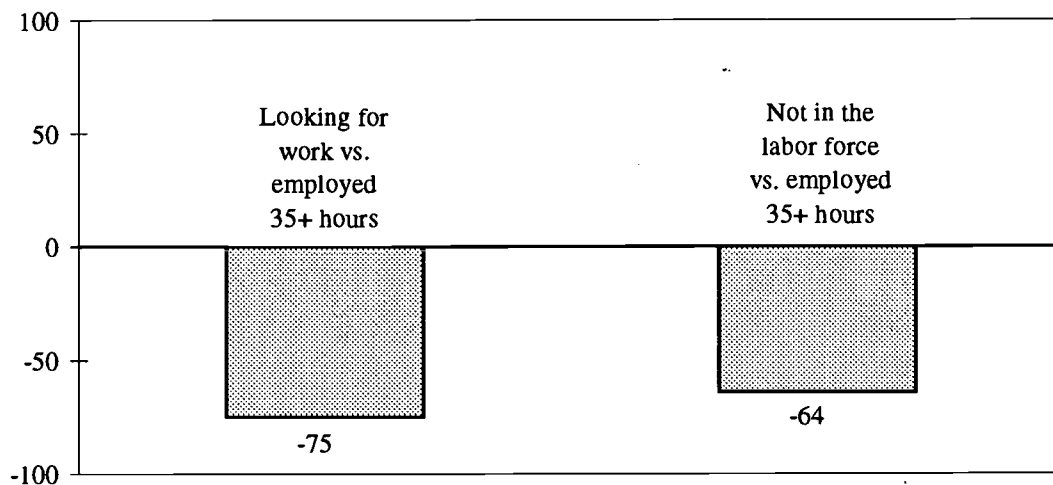 100
50
0
-50
-100
Looking for
work vs.
employed
35+ hours
Not in the
labor force
vs. employed
35+ hours
-75
-64